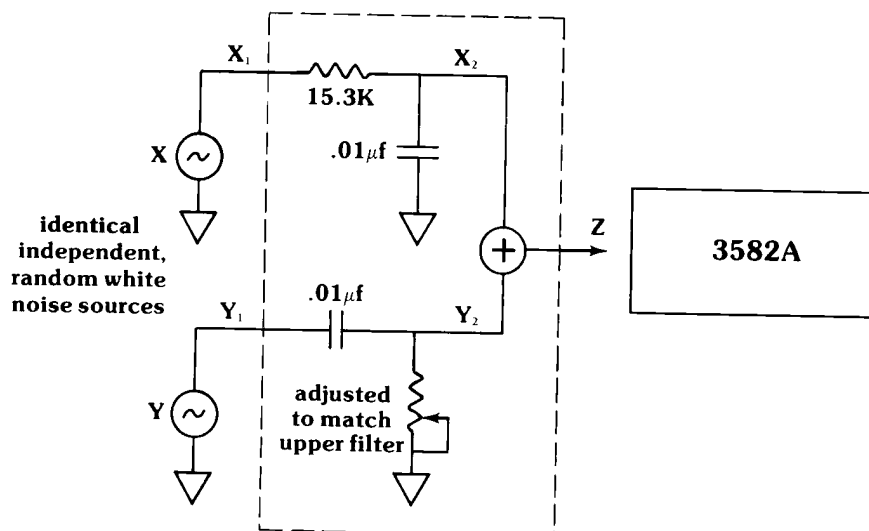 X₁
X₂
15.3K
.01μf
X
identical
independent,
random white
noise sources
Z
3582A
+
.01μf
Y₁
Y₂
Y
adjusted
to match
upper filter